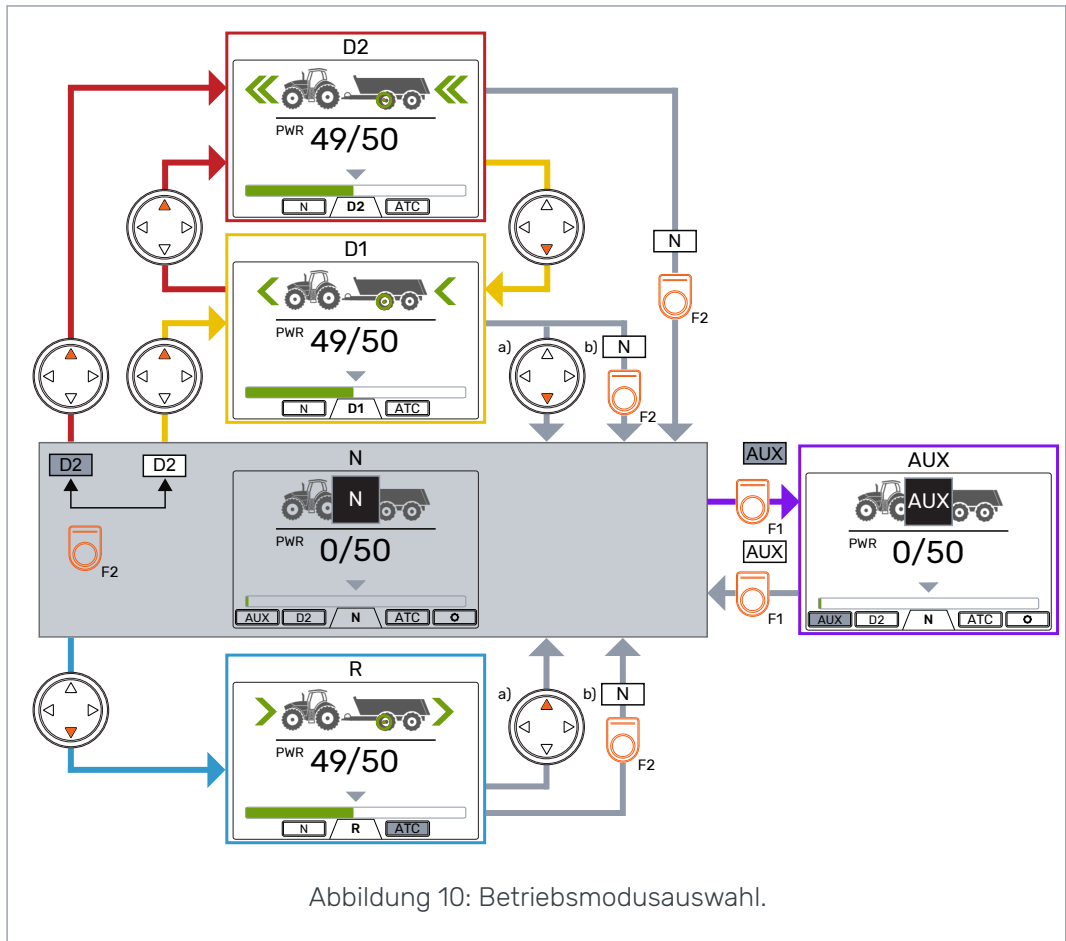 D2
PWR 49/50
N D2 ATC
D1
PWR 49/50
N D1 ATC
a)
b) N
F2
N
F2
D2 D2
F2
N
N
PWR 0/50
AUX D2 N ATC
AUX
F1
AUX
F1
AUX
AUX
PWR 0/50
AUX D2 N ATC
R
PWR 49/50
N R ATC
a)
b) N
F2
Abbildung 10: Betriebsmodusauswahl.